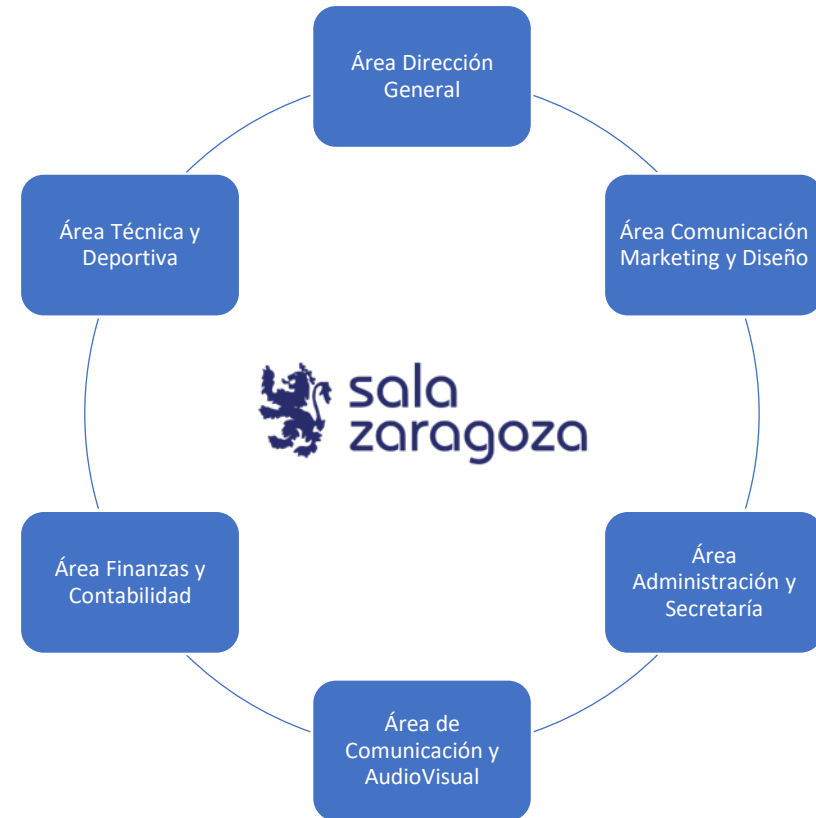 Área Dirección
General
Área Técnica y
Deportiva
Área Comunicación
Marketing y Diseño
sala
zaragoza
Área Finanzas y
Contabilidad
Área
Administración y
Secretaría
Área de
Comunicación y
AudioVisual